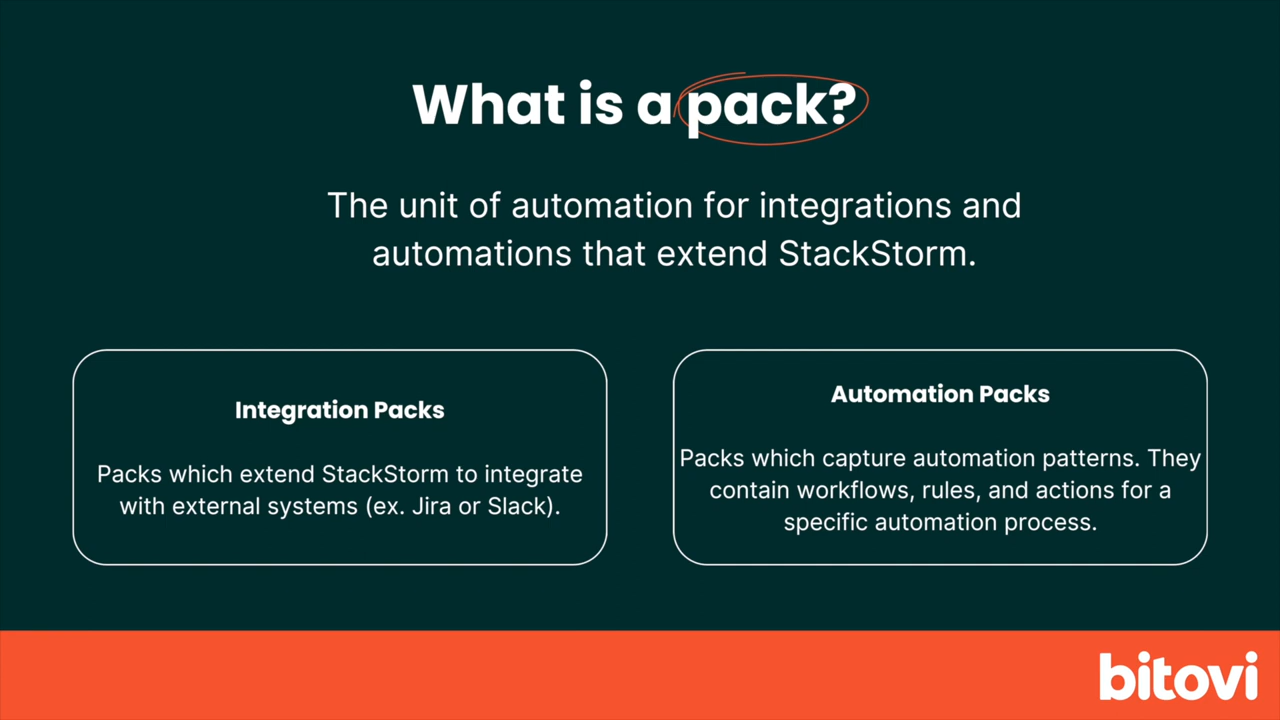 What is a pack?
The unit of automation for integrations and
automations that extend StackStorm.
Integration Packs
Packs which extend StackStorm to integrate
with external systems (ex. Jira or Slack).
Automation Packs
Packs which capture automation patterns. They
contain workflows, rules, and actions for a
specific automation process.
bitovi